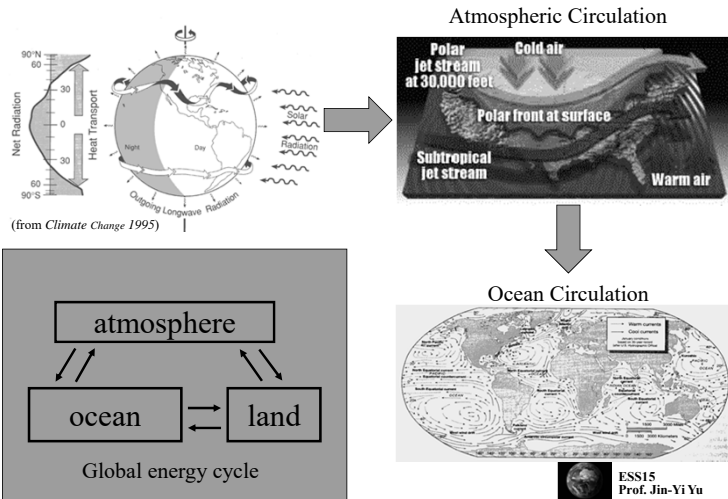 Atmospheric Circulation
90°N
60
30
0
30
60
90°S
Net Radiation
Heat Transport
Night
Day
Solar
Radiation
Outgoing Longwave Radiation
(from Climate Change 1995)
Polar
jet stream
at 30,000 feet
Cold air
Polar front at surface
Subtropical
jet stream
Warm air
atmosphere
ocean
land
Global energy cycle
Ocean Circulation
Warm currents
Cool currents
ESS15
Prof. Jin-Yi Yu